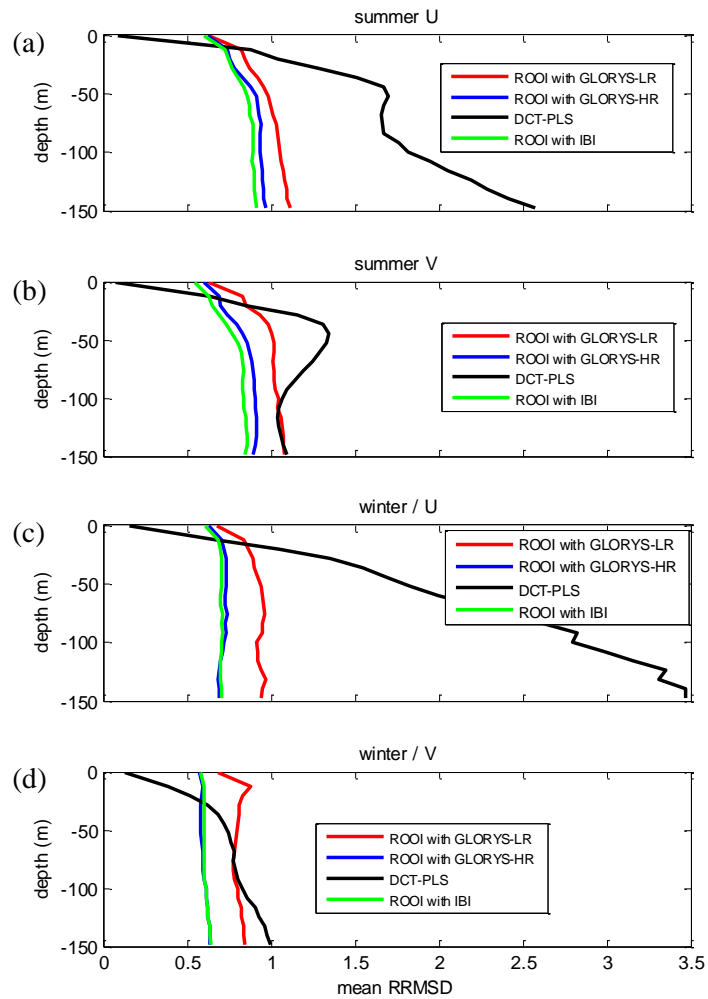 (a)
summer U
0
-50
-100
-150
depth (m)
ROOI with GLORYS-LR
ROOI with GLORYS-HR
DCT-PLS
ROOI with IBI
(b)
summer V
0
-50
-100
-150
depth (m)
ROOI with GLORYS-LR
ROOI with GLORYS-HR
DCT-PLS
ROOI with IBI
(c)
winter / U
0
-50
-100
-150
depth (m)
ROOI with GLORYS-LR
ROOI with GLORYS-HR
DCT-PLS
ROOI with IBI
(d)
winter / V
0
-50
-100
-150
depth (m)
ROOI with GLORYS-LR
ROOI with GLORYS-HR
DCT-PLS
ROOI with IBI
0 0.5 1 1.5 2 2.5 3 3.5
mean RRMSD